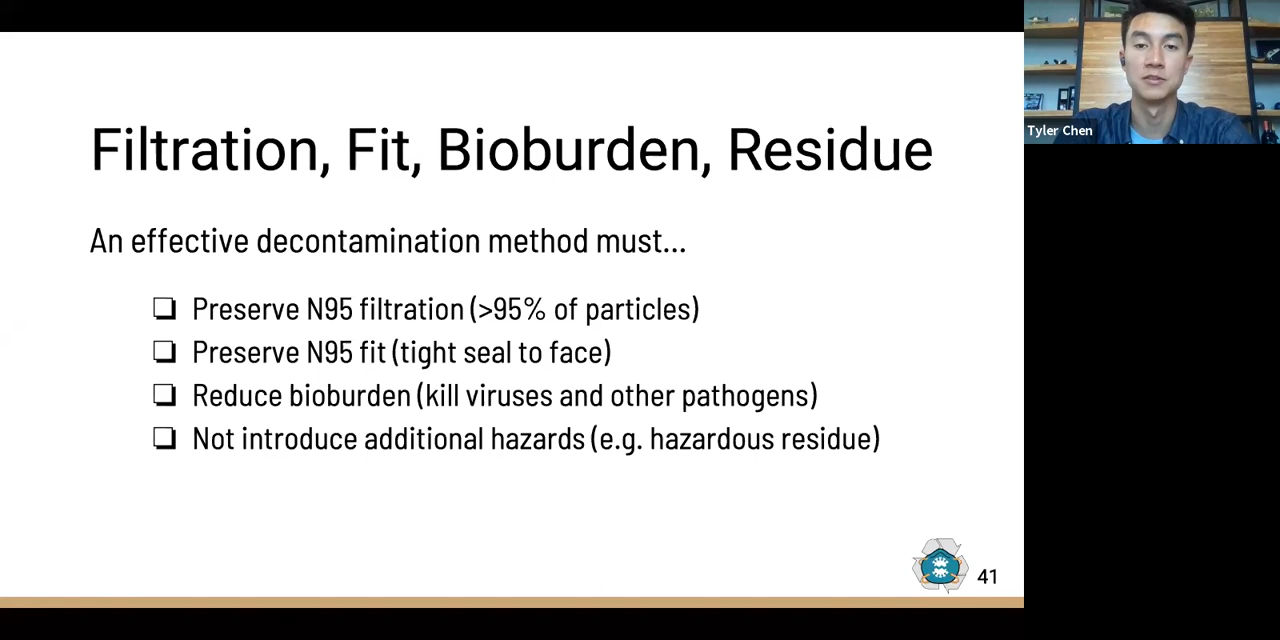 Filtration, Fit, Bioburden, Residue
An effective decontamination method must...
❏ Preserve N95 filtration (>95% of particles)
❏ Preserve N95 fit (tight seal to face)
❏ Reduce bioburden (kill viruses and other pathogens)
❏ Not introduce additional hazards (e.g. hazardous residue)
41
Tyler Chen